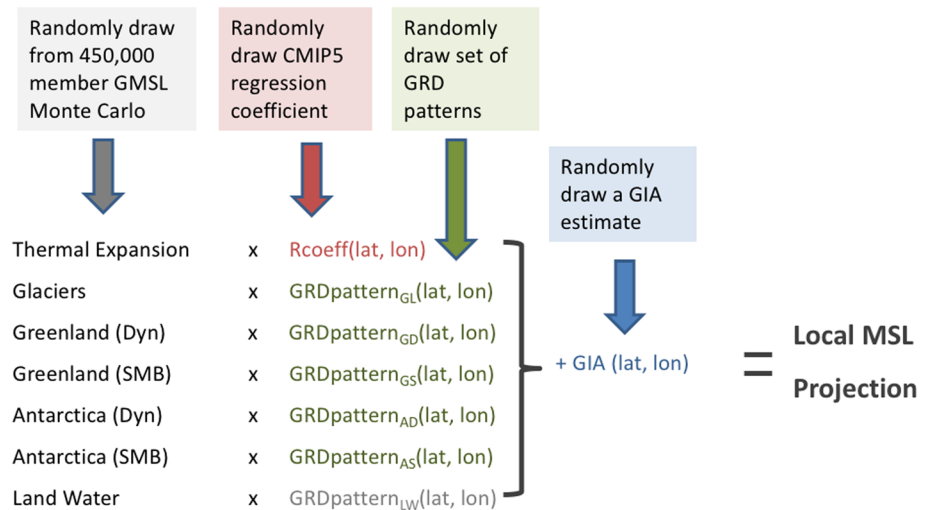 Randomly draw
from 450,000
member GMSL
Monte Carlo
Randomly
draw CMIP5
regression
coefficient
Randomly
draw set of
GRD
patterns
Randomly
draw a GIA
estimate
Thermal Expansion x Rcoeff(lat, lon)
Glaciers x GRDpatternGL(lat, lon)
Greenland (Dyn) x GRDpatternGD(lat, lon)
Greenland (SMB) x GRDpatternGS(lat, lon)
Antarctica (Dyn) x GRDpatternAD(lat, lon)
Antarctica (SMB) x GRDpatternAS(lat, lon)
Land Water x GRDpatternLW(lat, lon)
+ GIA (lat, lon)
=
Local MSL
Projection